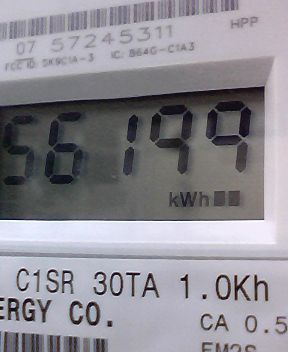 HPP
07 57245311
FCC ID: SK9C1A-3 IC: 864G-C1A3
56199
kWh
C1SR 30TA 1.0Kh
ERGY CO.
CA 0.5
EM2S